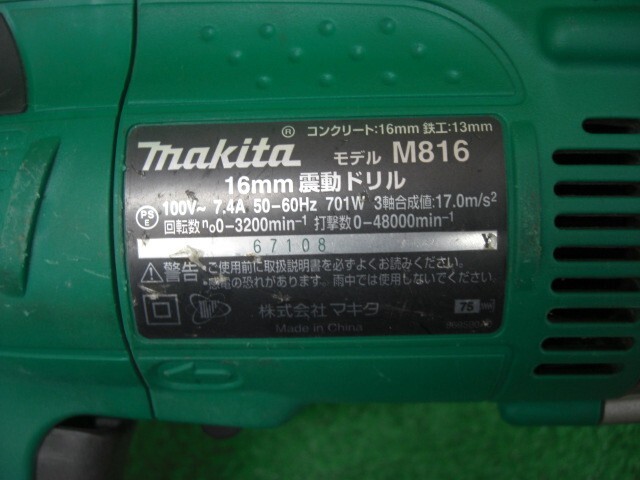 ® コンクリート:16mm 鉄工:13mm
makita モデル M816
16mm 震動ドリル
PS E 100V~ 7.4A 50-60Hz 701W 3軸合成値:17.0m/s²
回転数 n₀0-3200min⁻¹ 打撃数0-48000min⁻¹
67108 Y
警告 ・ご使用前に取扱説明書を必ずよくお読みください。
・感電の恐れがあります。雨中では使用しないでください。
株式会社 マキタ 75
Made in China